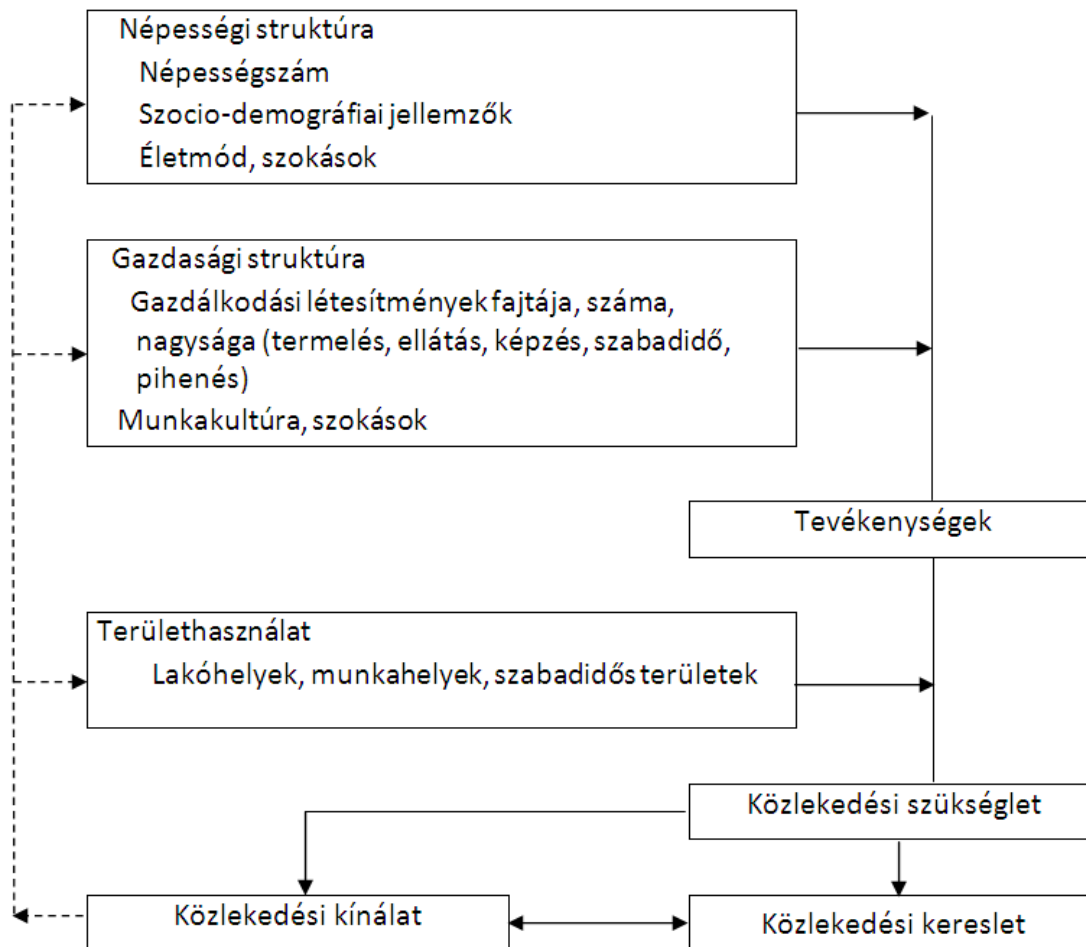 Népességi struktúra
Népességszám
Szocio-demográfiai jellemzők
Életmód, szokások
Gazdasági struktúra
Gazdálkodási létesítmények fajtája, száma,
nagysága (termelés, ellátás, képzés, szabadidő,
pihenés)
Munkakultúra, szokások
Tevékenységek
Területhasználat
Lakóhelyek, munkahelyek, szabadidős területek
Közlekedési szükséglet
Közlekedési kínálat
Közlekedési kereslet